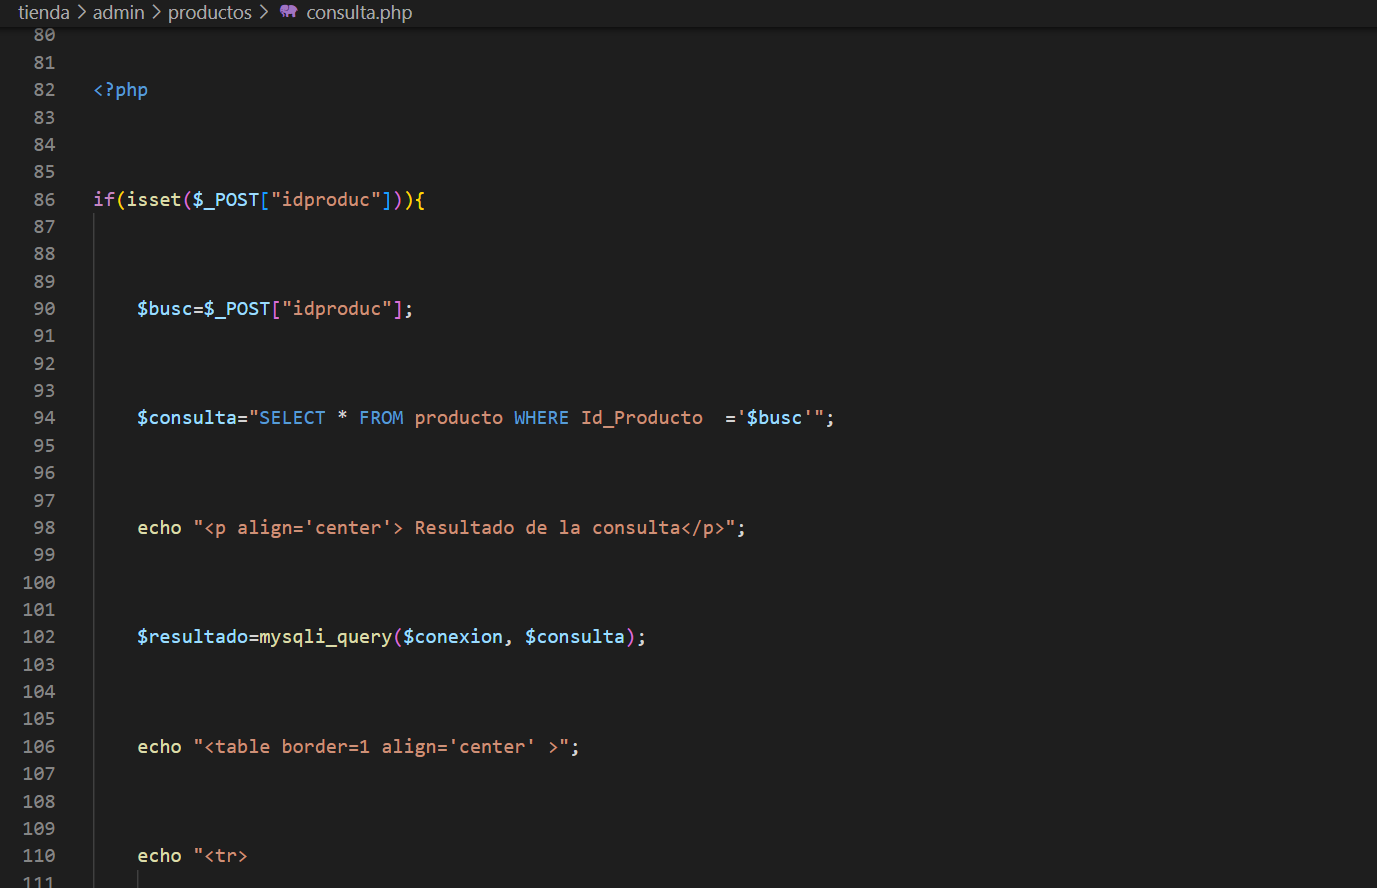 tienda > admin > productos > consulta.php
80
81
82 <?php
83
84
85
86 if(isset($_POST["idproduc"])){
87
88
89
90 $busc=$_POST["idproduc"];
91
92
93
94 $consulta="SELECT * FROM producto WHERE Id_Producto  ='$busc'";
95
96
97
98 echo "<p align='center'> Resultado de la consulta</p>";
99
100
101
102 $resultado=mysqli_query($conexion, $consulta);
103
104
105
106 echo "<table border=1 align='center' >";
107
108
109
110 echo "<tr>
111